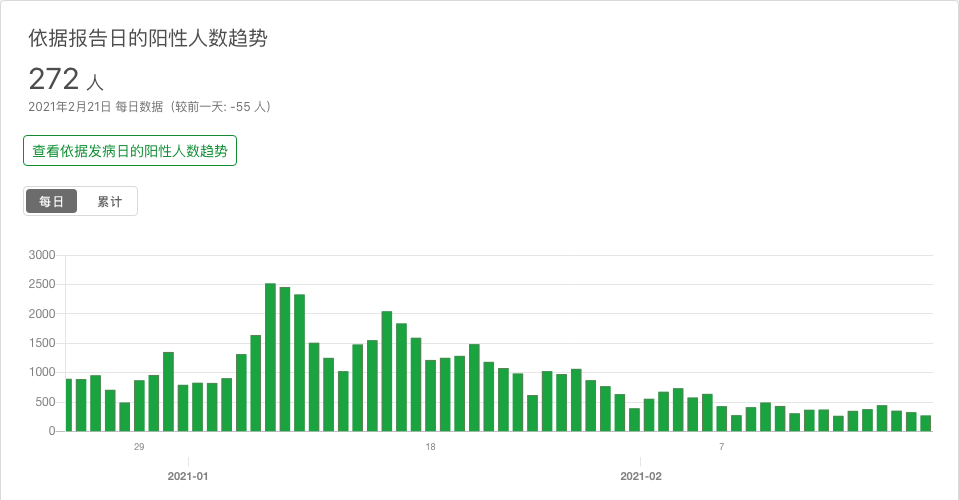 依据报告日的阳性人数趋势
272 人
2021年2月21日 每日数据（较前一天: -55 人）
查看依据发病日的阳性人数趋势
每日 累计
3000
2500
2000
1500
1000
500
0
29 18 7
2021-01 2021-02